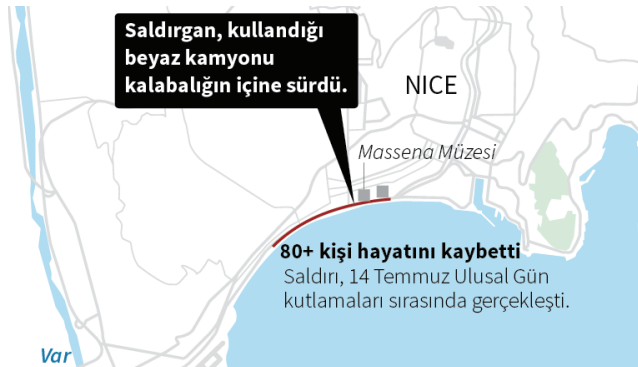 Saldırgan, kullandığı
beyaz kamyonu
kalabalığın içine sürdü.
NICE
Massena Müzesi
80+ kişi hayatını kaybetti
Saldırı, 14 Temmuz Ulusal Gün
kutlamaları sırasında gerçekleşti.
Var